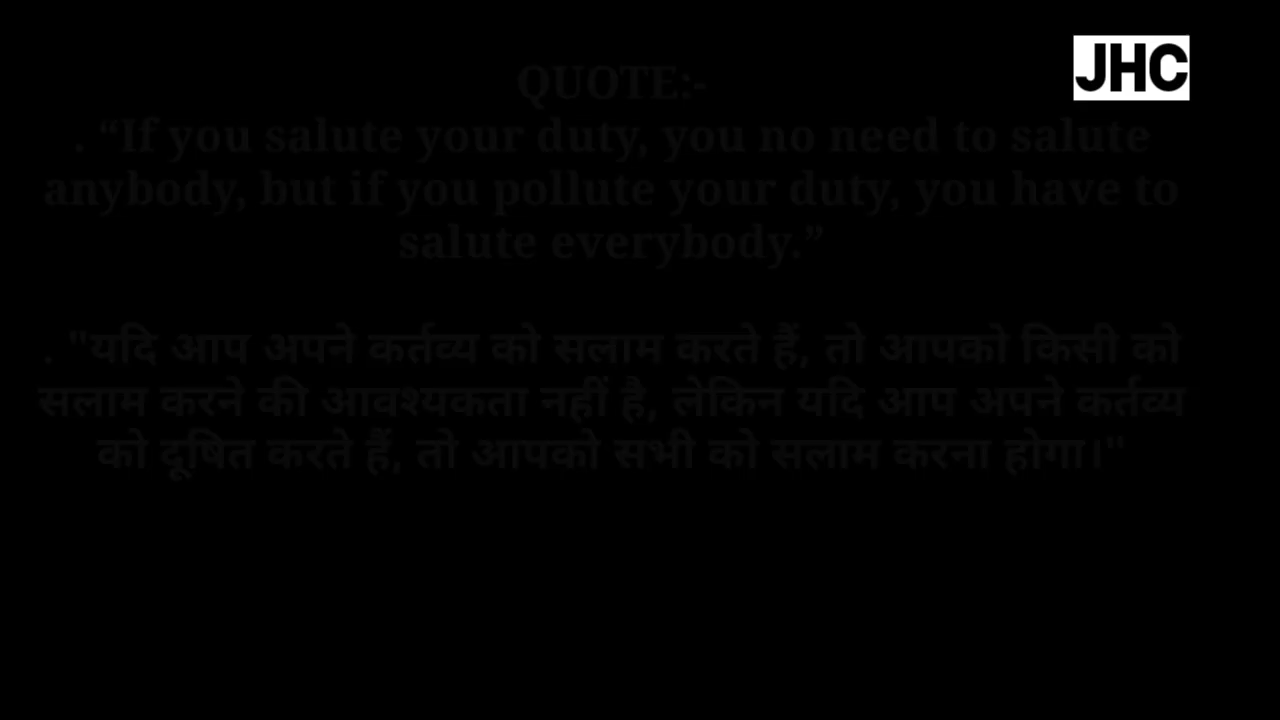 JHC
QUOTE:-
. “If you salute your duty, you no need to salute
anybody, but if you pollute your duty, you have to
salute everybody.”
. "यदि आप अपने कर्तव्य को सलाम करते हैं, तो आपको किसी को
सलाम करने की आवश्यकता नहीं है, लेकिन यदि आप अपने कर्तव्य
को दूषित करते हैं, तो आपको सभी को सलाम करना होगा।"